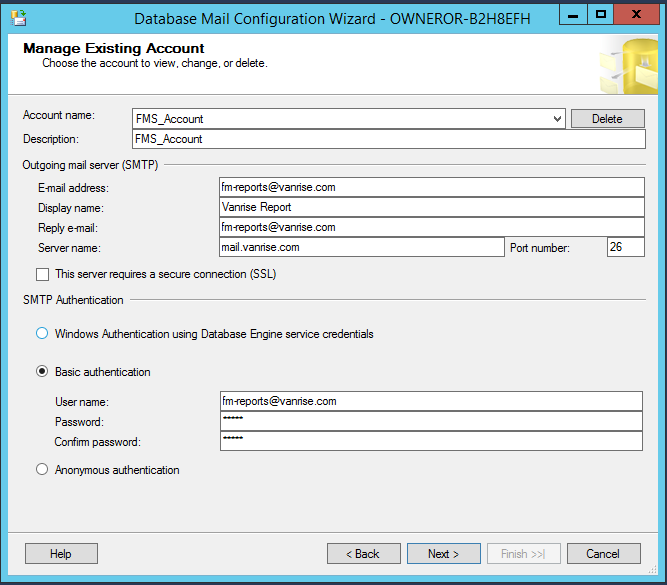 Database Mail Configuration Wizard - OWNEROR-B2H8EFH
Manage Existing Account
Choose the account to view, change, or delete.
Account name: FMS_Account Delete
Description: FMS_Account
Outgoing mail server (SMTP)
E-mail address: fm-reports@vanrise.com
Display name: Vanrise Report
Reply e-mail: fm-reports@vanrise.com
Server name: mail.vanrise.com Port number: 26
This server requires a secure connection (SSL)
SMTP Authentication
Windows Authentication using Database Engine service credentials
Basic authentication
User name: fm-reports@vanrise.com
Password: *****
Confirm password: *****
Anonymous authentication
Help < Back Next > Finish >>| Cancel